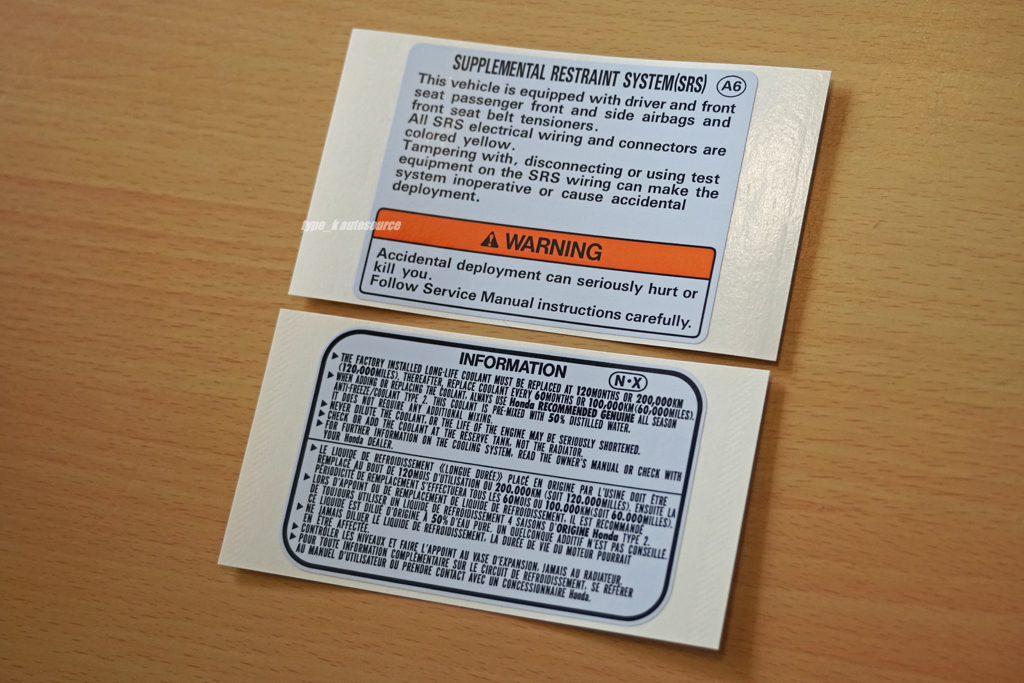 SUPPLEMENTAL RESTRAINT SYSTEM(SRS) A6
This vehicle is equipped with driver and front
seat passenger front and side airbags and
front seat belt tensioners.
All SRS electrical wiring and connectors are
colored yellow.
Tampering with, disconnecting or using test
equipment on the SRS wiring can make the
system inoperative or cause accidental
deployment.
type_k autosource
⚠ WARNING
Accidental deployment can seriously hurt or
kill you.
Follow Service Manual instructions carefully.
INFORMATION N·X
▶ THE FACTORY INSTALLED LONG-LIFE COOLANT MUST BE REPLACED AT 120MONTHS OR 200,000KM
(120,000MILES). THEREAFTER, REPLACE COOLANT EVERY 60MONTHS OR 100,000KM(60,000MILES).
▶ WHEN ADDING OR REPLACING THE COOLANT, ALWAYS USE Honda RECOMMENDED GENUINE ALL SEASON
ANTI-FREEZE/COOLANT TYPE 2. THIS COOLANT IS PRE-MIXED WITH 50% DISTILLED WATER.
IT DOES NOT REQUIRE ANY ADDITIONAL MIXING.
▶ NEVER DILUTE THE COOLANT, OR THE LIFE OF THE ENGINE MAY BE SERIOUSLY SHORTENED.
▶ CHECK OR ADD THE COOLANT AT THE RESERVE TANK, NOT THE RADIATOR.
▶ FOR FURTHER INFORMATION ON THE COOLING SYSTEM, READ THE OWNER'S MANUAL OR CHECK WITH
YOUR Honda DEALER.
▶ LE LIQUIDE DE REFROIDISSEMENT 《LONGUE DURÉE》 PLACÉ EN ORIGINE PAR L'USINE DOIT ÊTRE
REMPLACÉ AU BOUT DE 120MOIS D'UTILISATION OU 200.000KM (SOIT 120.000MILLES). ENSUITE LA
PÉRIODICITÉ DE REMPLACEMENT S'EFFECTUERA TOUS LES 60MOIS OU 100.000KM(SOIT 60.000MILLES).
▶ LORS D'APPOINT OU DE REMPLACEMENT DE LIQUIDE DE REFROIDISSEMENT, IL EST RECOMMANDÉ
DE TOUJOURS UTILISER UN LIQUIDE DE REFROIDISSEMENT 4 SAISONS D'ORIGINE Honda TYPE 2.
CE LIQUIDE EST DILUÉ D'ORIGINE À 50% D'EAU PURE. UN QUELCONQUE ADDITIF N'EST PAS CONSEILLÉ.
▶ NE JAMAIS DILUER LE LIQUIDE DE REFROIDISSEMENT, LA DURÉE DE VIE DU MOTEUR POURRAIT
EN ÊTRE AFFECTÉE.
▶ CONTRÔLER LES NIVEAUX ET FAIRE L'APPOINT AU VASE D'EXPANSION, JAMAIS AU RADIATEUR.
▶ POUR TOUTE INFORMATION COMPLÉMENTAIRE SUR LE CIRCUIT DE REFROIDISSEMENT, SE RÉFÉRER
AU MANUEL D'UTILISATEUR OU PRENDRE CONTACT AVEC UN CONCESSIONNAIRE Honda.